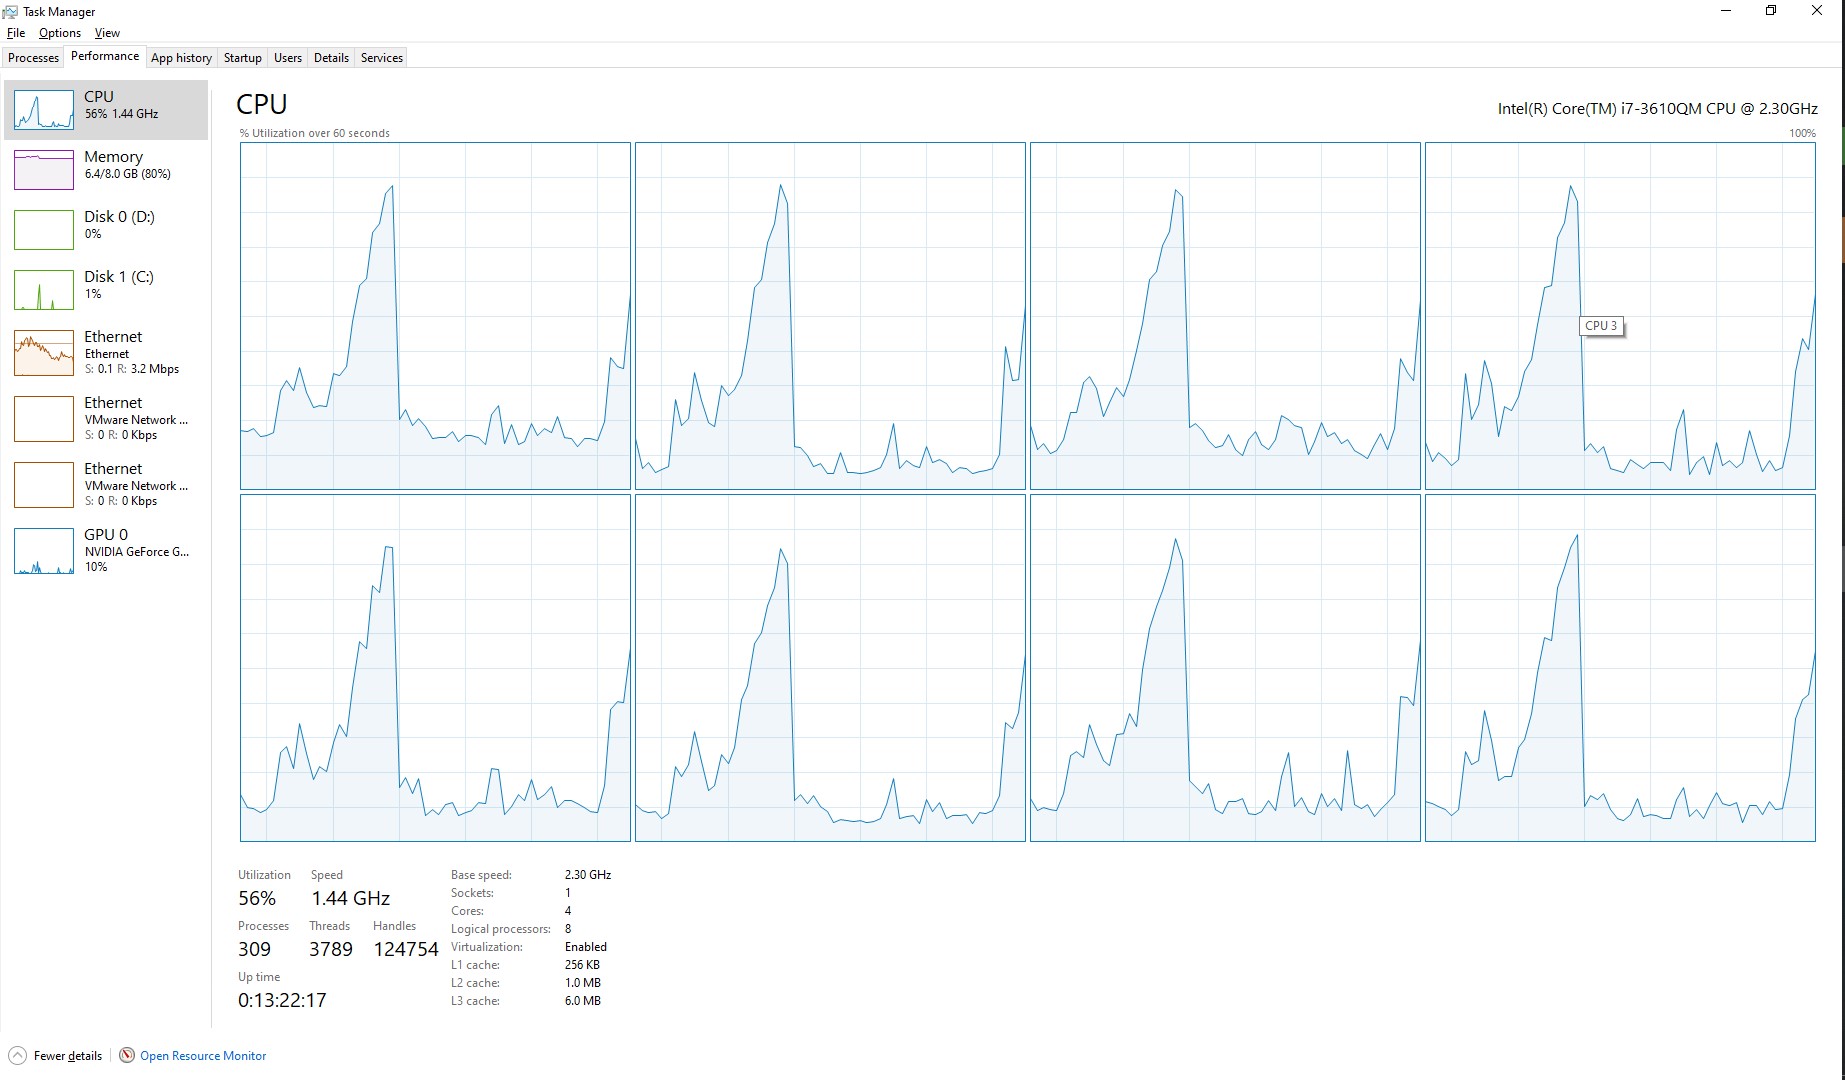 Task Manager
File Options View
Processes Performance App history Startup Users Details Services
CPU
56% 1.44 GHz
Memory
6.4/8.0 GB (80%)
Disk 0 (D:)
0%
Disk 1 (C:)
1%
Ethernet
Ethernet
S: 0.1 R: 3.2 Mbps
Ethernet
VMware Network ...
S: 0 R: 0 Kbps
Ethernet
VMware Network ...
S: 0 R: 0 Kbps
GPU 0
NVIDIA GeForce G...
10%
CPU
Intel(R) Core(TM) i7-3610QM CPU @ 2.30GHz
% Utilization over 60 seconds
100%
CPU 3
Utilization Speed
56% 1.44 GHz
Processes Threads Handles
309 3789 124754
Up time
0:13:22:17
Base speed: 2.30 GHz
Sockets: 1
Cores: 4
Logical processors: 8
Virtualization: Enabled
L1 cache: 256 KB
L2 cache: 1.0 MB
L3 cache: 6.0 MB
Fewer details
Open Resource Monitor